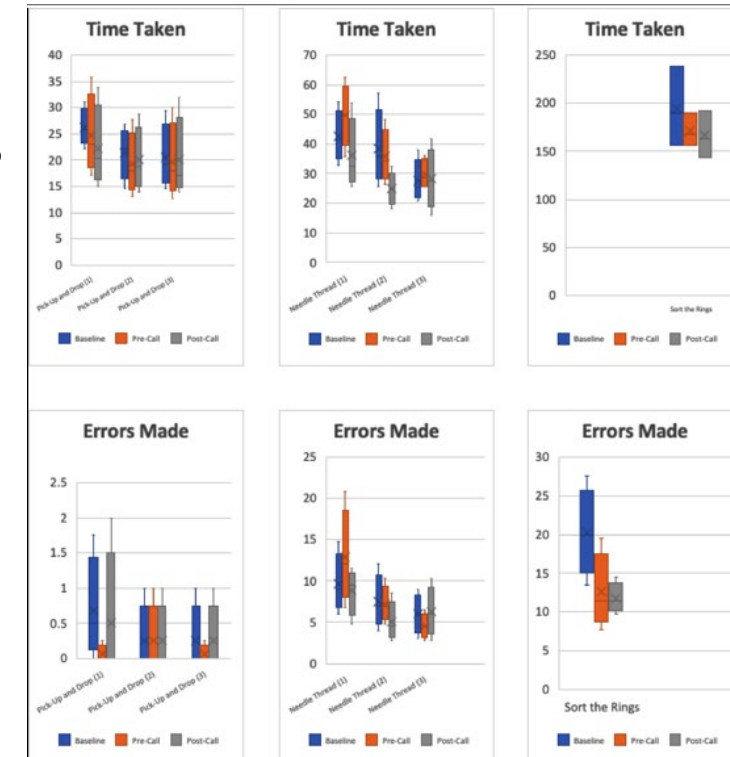 Time Taken
40
35
30
25
20
15
10
5
0
Pick-Up and Drop (1)
Pick-Up and Drop (2)
Pick-Up and Drop (3)
Baseline Pre-Call Post-Call
Time Taken
70
60
50
40
30
20
10
0
Needle Thread (1)
Needle Thread (2)
Needle Thread (3)
Baseline Pre-Call Post-Call
Time Taken
250
200
150
100
50
0
Sort the Rings
Baseline Pre-Call Post-Call
Errors Made
2.5
2
1.5
1
0.5
0
Pick-Up and Drop (1)
Pick-Up and Drop (2)
Pick-Up and Drop (3)
Baseline Pre-Call Post-Call
Errors Made
25
20
15
10
5
0
Needle Thread (1)
Needle Thread (2)
Needle Thread (3)
Baseline Pre-Call Post-Call
Errors Made
30
25
20
15
10
5
0
Sort the Rings
Baseline Pre-Call Post-Call